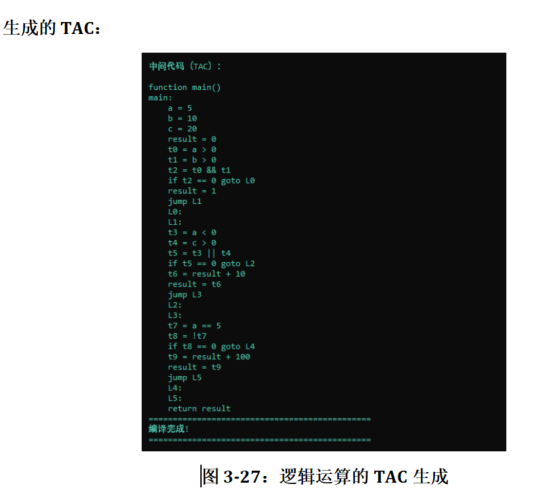 生成的 TAC：
中间代码（TAC）：
function main()
main:
    a = 5
    b = 10
    c = 20
    result = 0
    t0 = a > 0
    t1 = b > 0
    t2 = t0 && t1
    if t2 == 0 goto L0
    result = 1
    jump L1
    L0:
    L1:
    t3 = a < 0
    t4 = c > 0
    t5 = t3 || t4
    if t5 == 0 goto L2
    t6 = result + 10
    result = t6
    jump L3
    L2:
    L3:
    t7 = a == 5
    t8 = !t7
    if t8 == 0 goto L4
    t9 = result + 100
    result = t9
    jump L5
    L4:
    L5:
    return result
==============================================
编译完成!
==============================================
图 3-27：逻辑运算的 TAC 生成